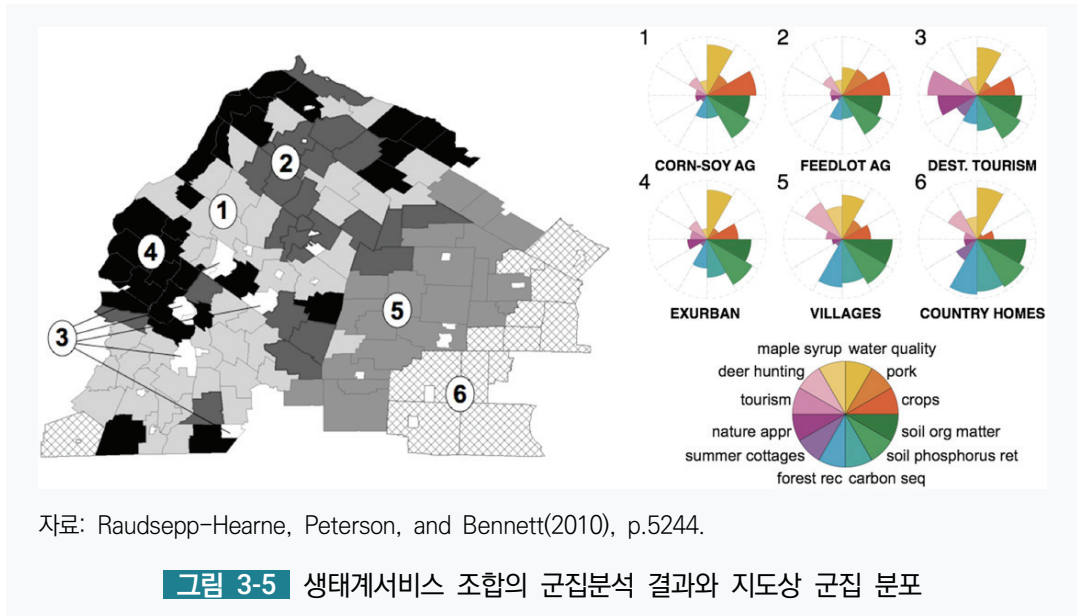 2
1
4
5
3
6
1
2
3
CORN-SOY AG
FEEDLOT AG
DEST. TOURISM
4
5
6
EXURBAN
VILLAGES
COUNTRY HOMES
maple syrup water quality
deer hunting
pork
tourism
crops
nature appr
soil org matter
summer cottages
soil phosphorus ret
forest rec carbon seq
자료: Raudsepp-Hearne, Peterson, and Bennett(2010), p.5244.
그림 3-5 생태계서비스 조합의 군집분석 결과와 지도상 군집 분포